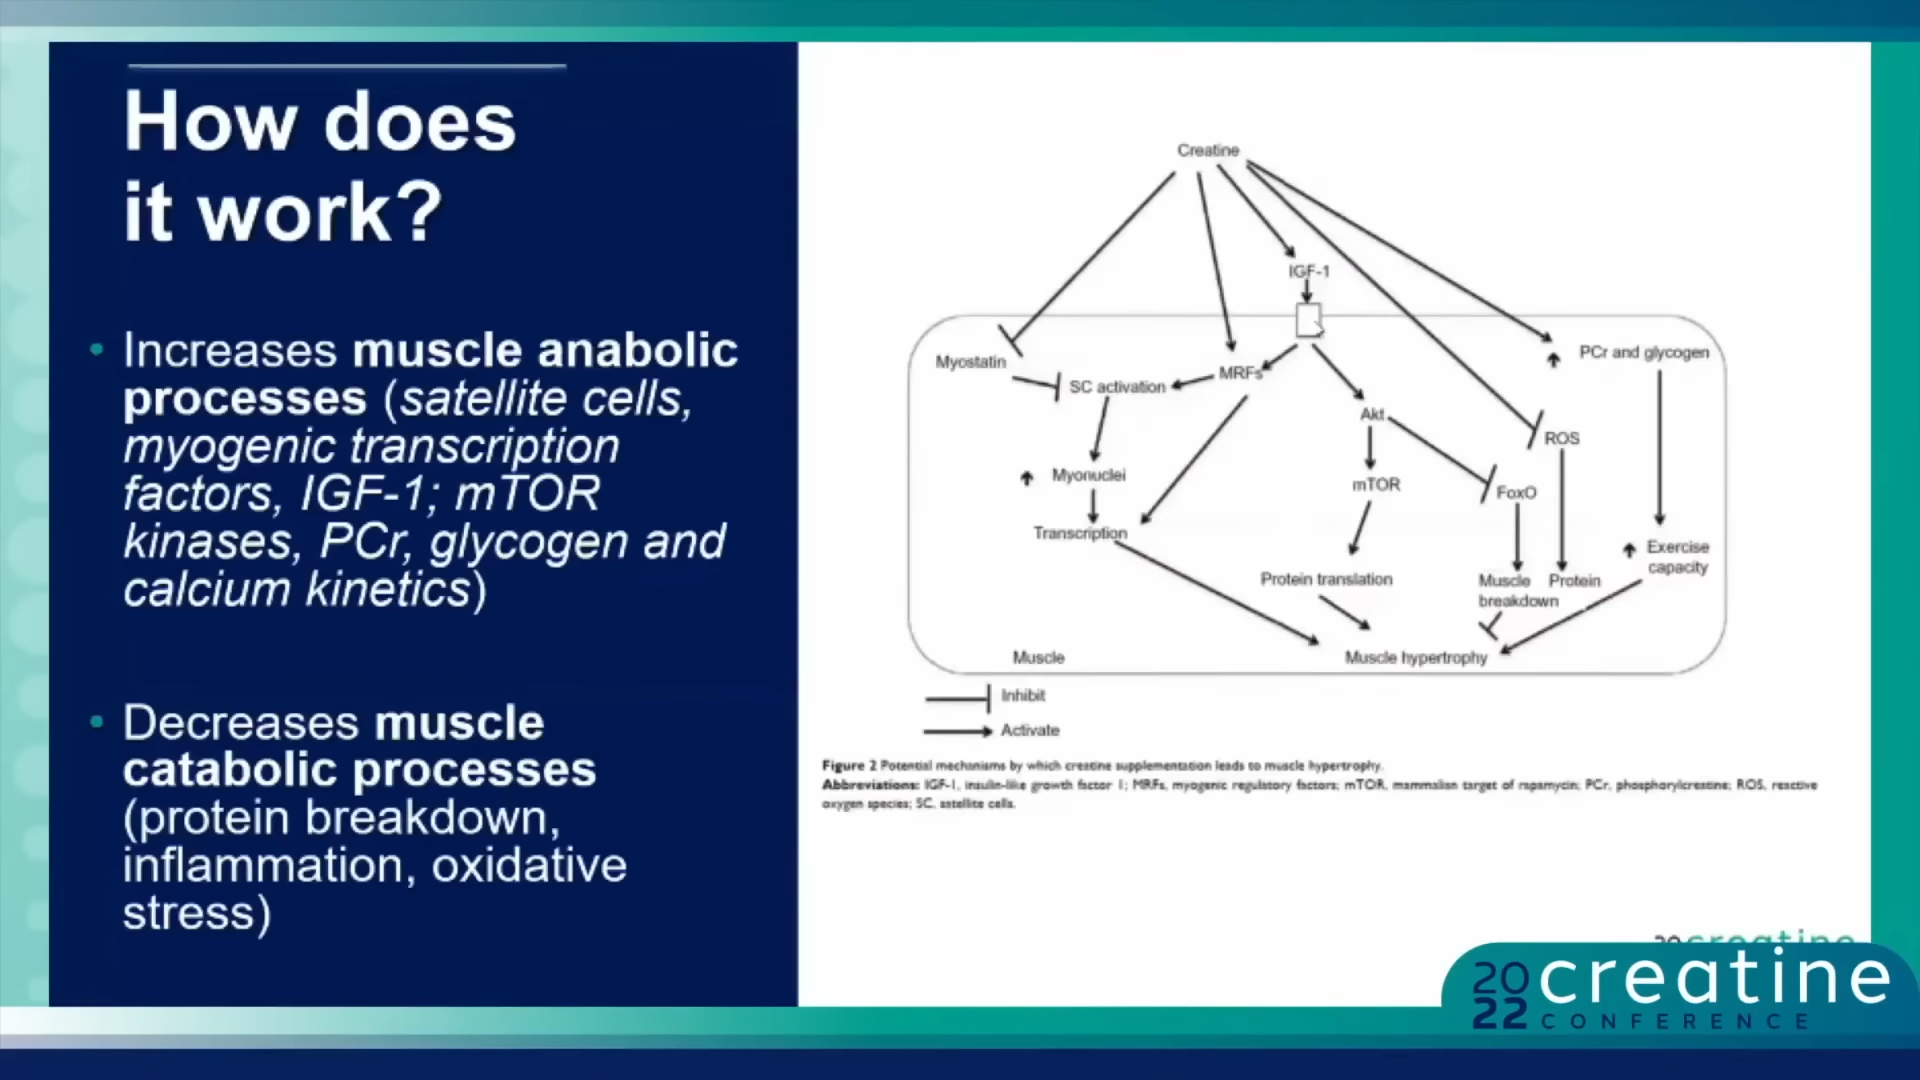 How does
it work?
• Increases muscle anabolic
processes (satellite cells,
myogenic transcription
factors, IGF-1; mTOR
kinases, PCr, glycogen and
calcium kinetics)
• Decreases muscle
catabolic processes
(protein breakdown,
inflammation, oxidative
stress)
Creatine
IGF-1
Myostatin
SC activation
MRFs
PCr and glycogen
Akt
ROS
Myonuclei
mTOR
FoxO
Transcription
Exercise
capacity
Protein translation
Muscle
breakdown
Protein
Muscle
Muscle hypertrophy
Inhibit
Activate
Figure 2 Potential mechanisms by which creatine supplementation leads to muscle hypertrophy.
Abbreviations: IGF-1, insulin-like growth factor 1; MRFs, myogenic regulatory factors; mTOR, mammalian target of rapamycin; PCr, phosphorylcreatine; ROS, reactive
oxygen species; SC, satellite cells.
20 creatine
2022 creatine
CONFERENCE